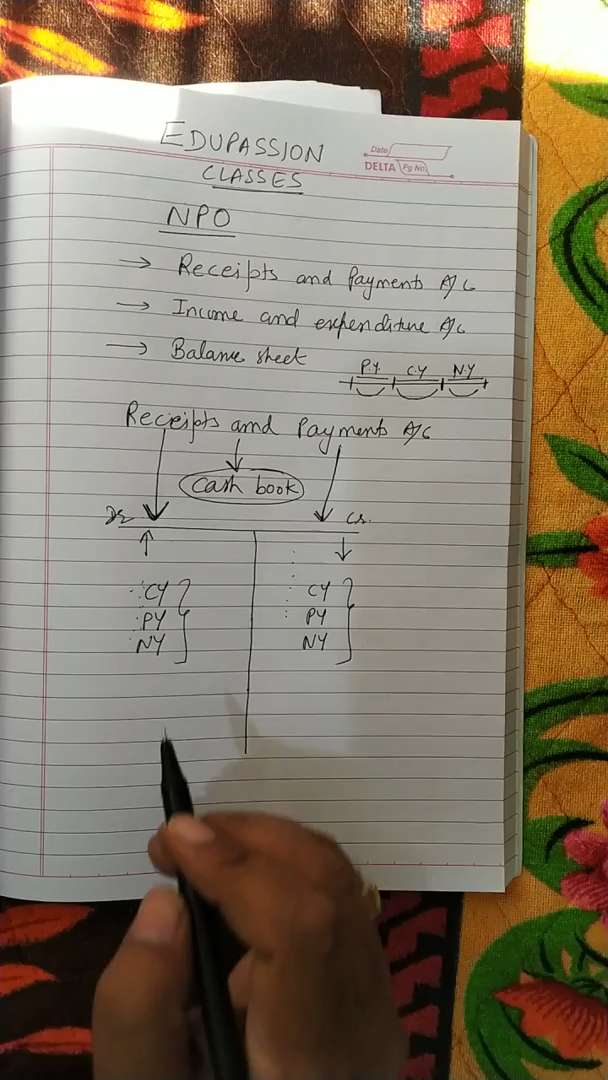 EDUPASSION
CLASSES
Date
DELTA Pg No
NPO
→ Receipts and Payments A/c
→ Income and expenditure A/c
→ Balance sheet
P.Y. C.Y N.Y
Receipts and Payments A/c
Cash book
Dr Cr.
CY CY
PY PY
NY NY